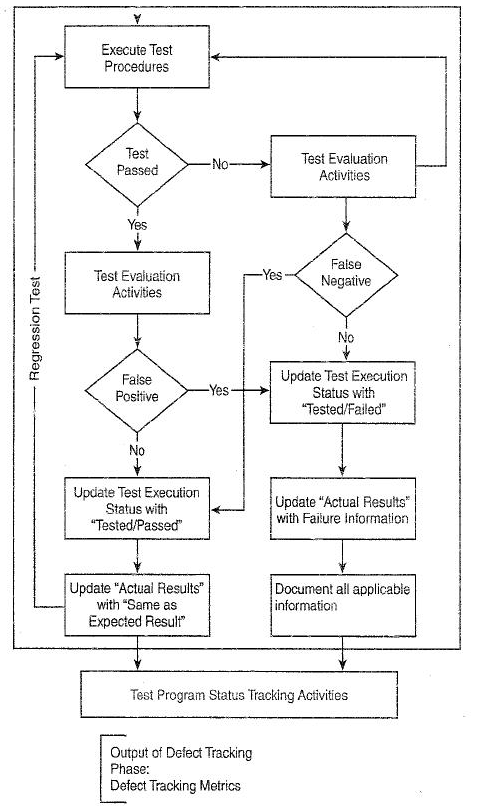 Execute Test
Procedures
Test
Passed
No
Test Evaluation
Activities
Yes
Test Evaluation
Activities
False
Negative
Yes
No
Regression Test
False
Positive
Yes
Update Test Execution
Status with
“Tested/Failed”
No
Update Test Execution
Status with
“Tested/Passed”
Update “Actual Results”
with Failure Information
Update “Actual Results”
with “Same as
Expected Result”
Document all applicable
information
Test Program Status Tracking Activities
Output of Defect Tracking
Phase:
Defect Tracking Metrics